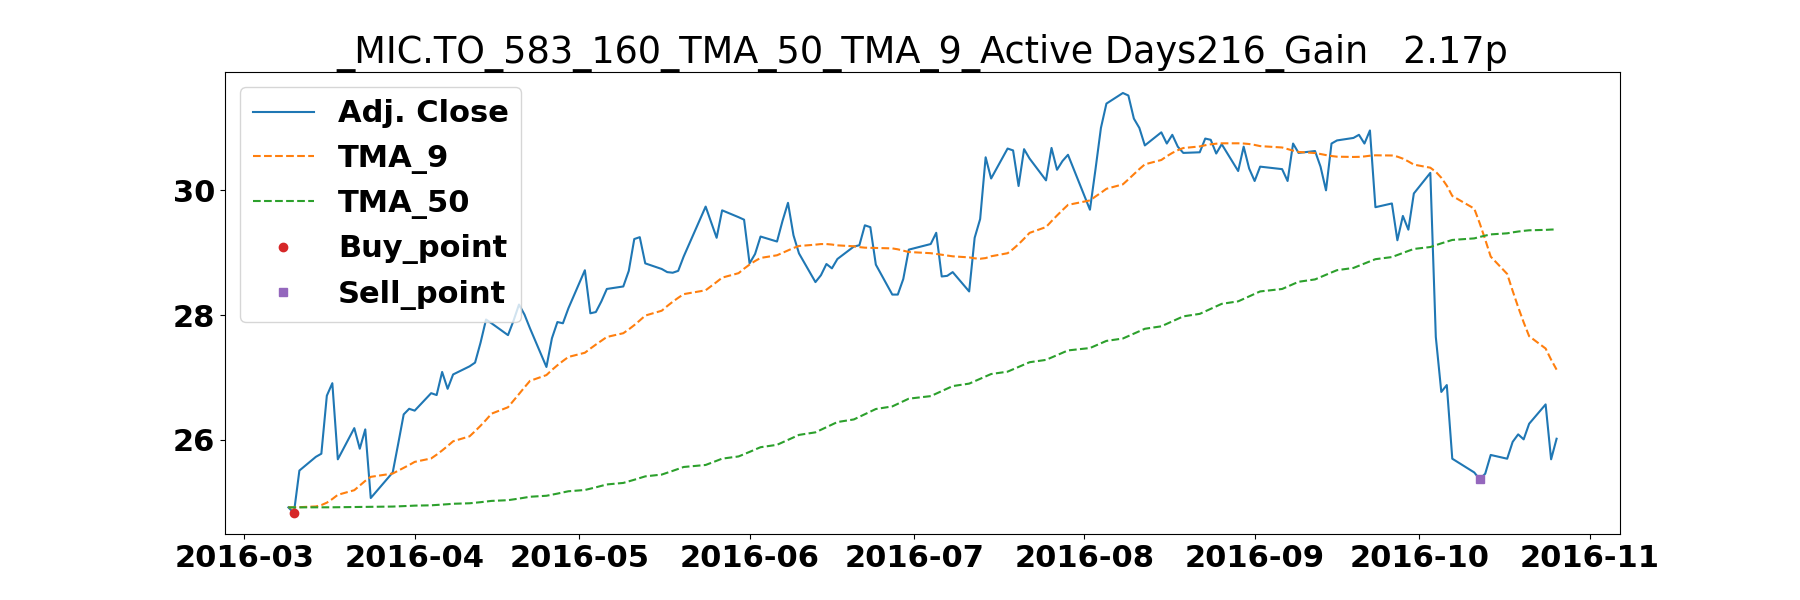 _MIC.TO_583_160_TMA_50_TMA_9_Active Days216_Gain   2.17p
Adj. Close
TMA_9
TMA_50
Buy_point
Sell_point
30
28
26
2016-03 2016-04 2016-05 2016-06 2016-07 2016-08 2016-09 2016-10 2016-11